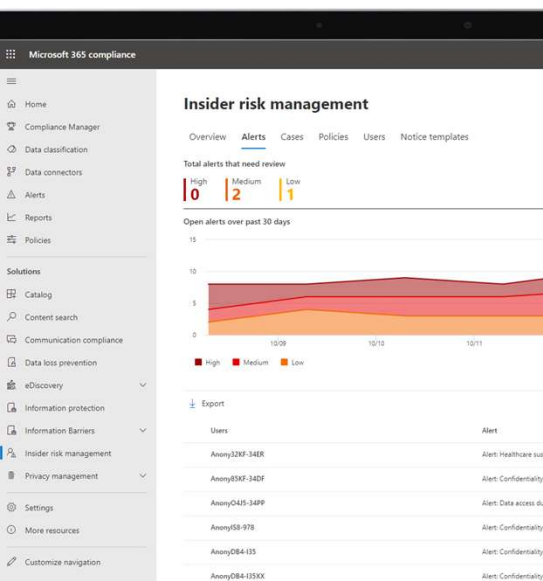 Microsoft 365 compliance
Home
Compliance Manager
Data classification
Data connectors
Alerts
Reports
Policies
Solutions
Catalog
Content search
Communication compliance
Data loss prevention
eDiscovery
Information protection
Information Barriers
Insider risk management
Privacy management
Settings
More resources
Customize navigation
Insider risk management
Overview Alerts Cases Policies Users Notice templates
Total alerts that need review
High Medium Low
0 2 1
Open alerts over past 30 days
15
10
5
0
10/09 10/10 10/11
High Medium Low
Export
Users Alert
Anony32KF-34ER Alert: Healthcare sus
Anony85KF-34DF Alert: Confidentiality
AnonyO4J5-34PP Alert: Data access du
AnonyIS8-978 Alert: Confidentiality
AnonyDB4-I35 Alert: Confidentiality
AnonyDB4-I35XX Alert: Confidentiality